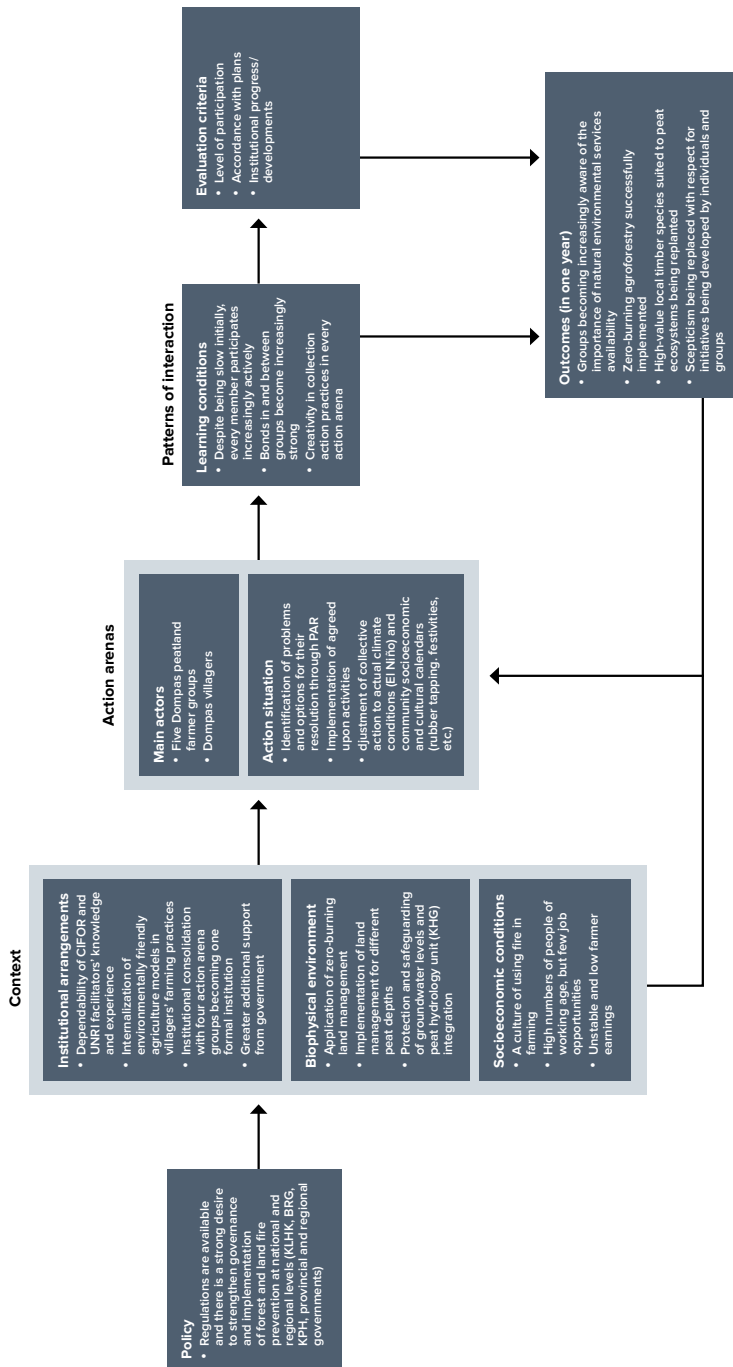 Policy
• Regulations are available
and there is a strong desire
to strengthen governance
and implementation
of forest and land fire
prevention at national and
regional levels (KLHK, BRG,
KPH, provincial and regional
governments)
Context
Institutional arrangements
• Dependability of CIFOR and
UNRI facilitators' knowledge
and experience
• Internalization of
environmentally friendly
agriculture models in
villagers' farming practices
• Institutional consolidation
with four action arena
groups becoming one
formal institution
• Greater additional support
from government
Biophysical environment
• Application of zero-burning
land management
• Implementation of land
management for different
peat depths
• Protection and safeguarding
of groundwater levels and
peat hydrology unit (KHG)
integration
Socioeconomic conditions
• A culture of using fire in
farming
• High numbers of people of
working age, but few job
opportunities
• Unstable and low farmer
earnings
Action arenas
Main actors
• Five Dompas peatland
farmer groups
• Dompas villagers
Action situation
• Identification of problems
and options for their
resolution through PAR
• Implementation of agreed
upon activities
• djustment of collective
action to actual climate
conditions (El Niño) and
community socioeconomic
and cultural calendars
(rubber tapping, festivities,
etc.)
Patterns of interaction
Learning conditions
• Despite being slow initially,
every member participates
increasingly actively
• Bonds in and between
groups become increasingly
strong
• Creativity in collection
action practices in every
action arena
Evaluation criteria
• Level of participation
• Accordance with plans
• Institutional progress/
developments
Outcomes (in one year)
• Groups becoming increasingly aware of the
importance of natural environmental services
availability
• Zero-burning agroforestry successfully
implemented
• High-value local timber species suited to peat
ecosystems being replanted
• Scepticism being replaced with respect for
initiatives being developed by individuals and
groups